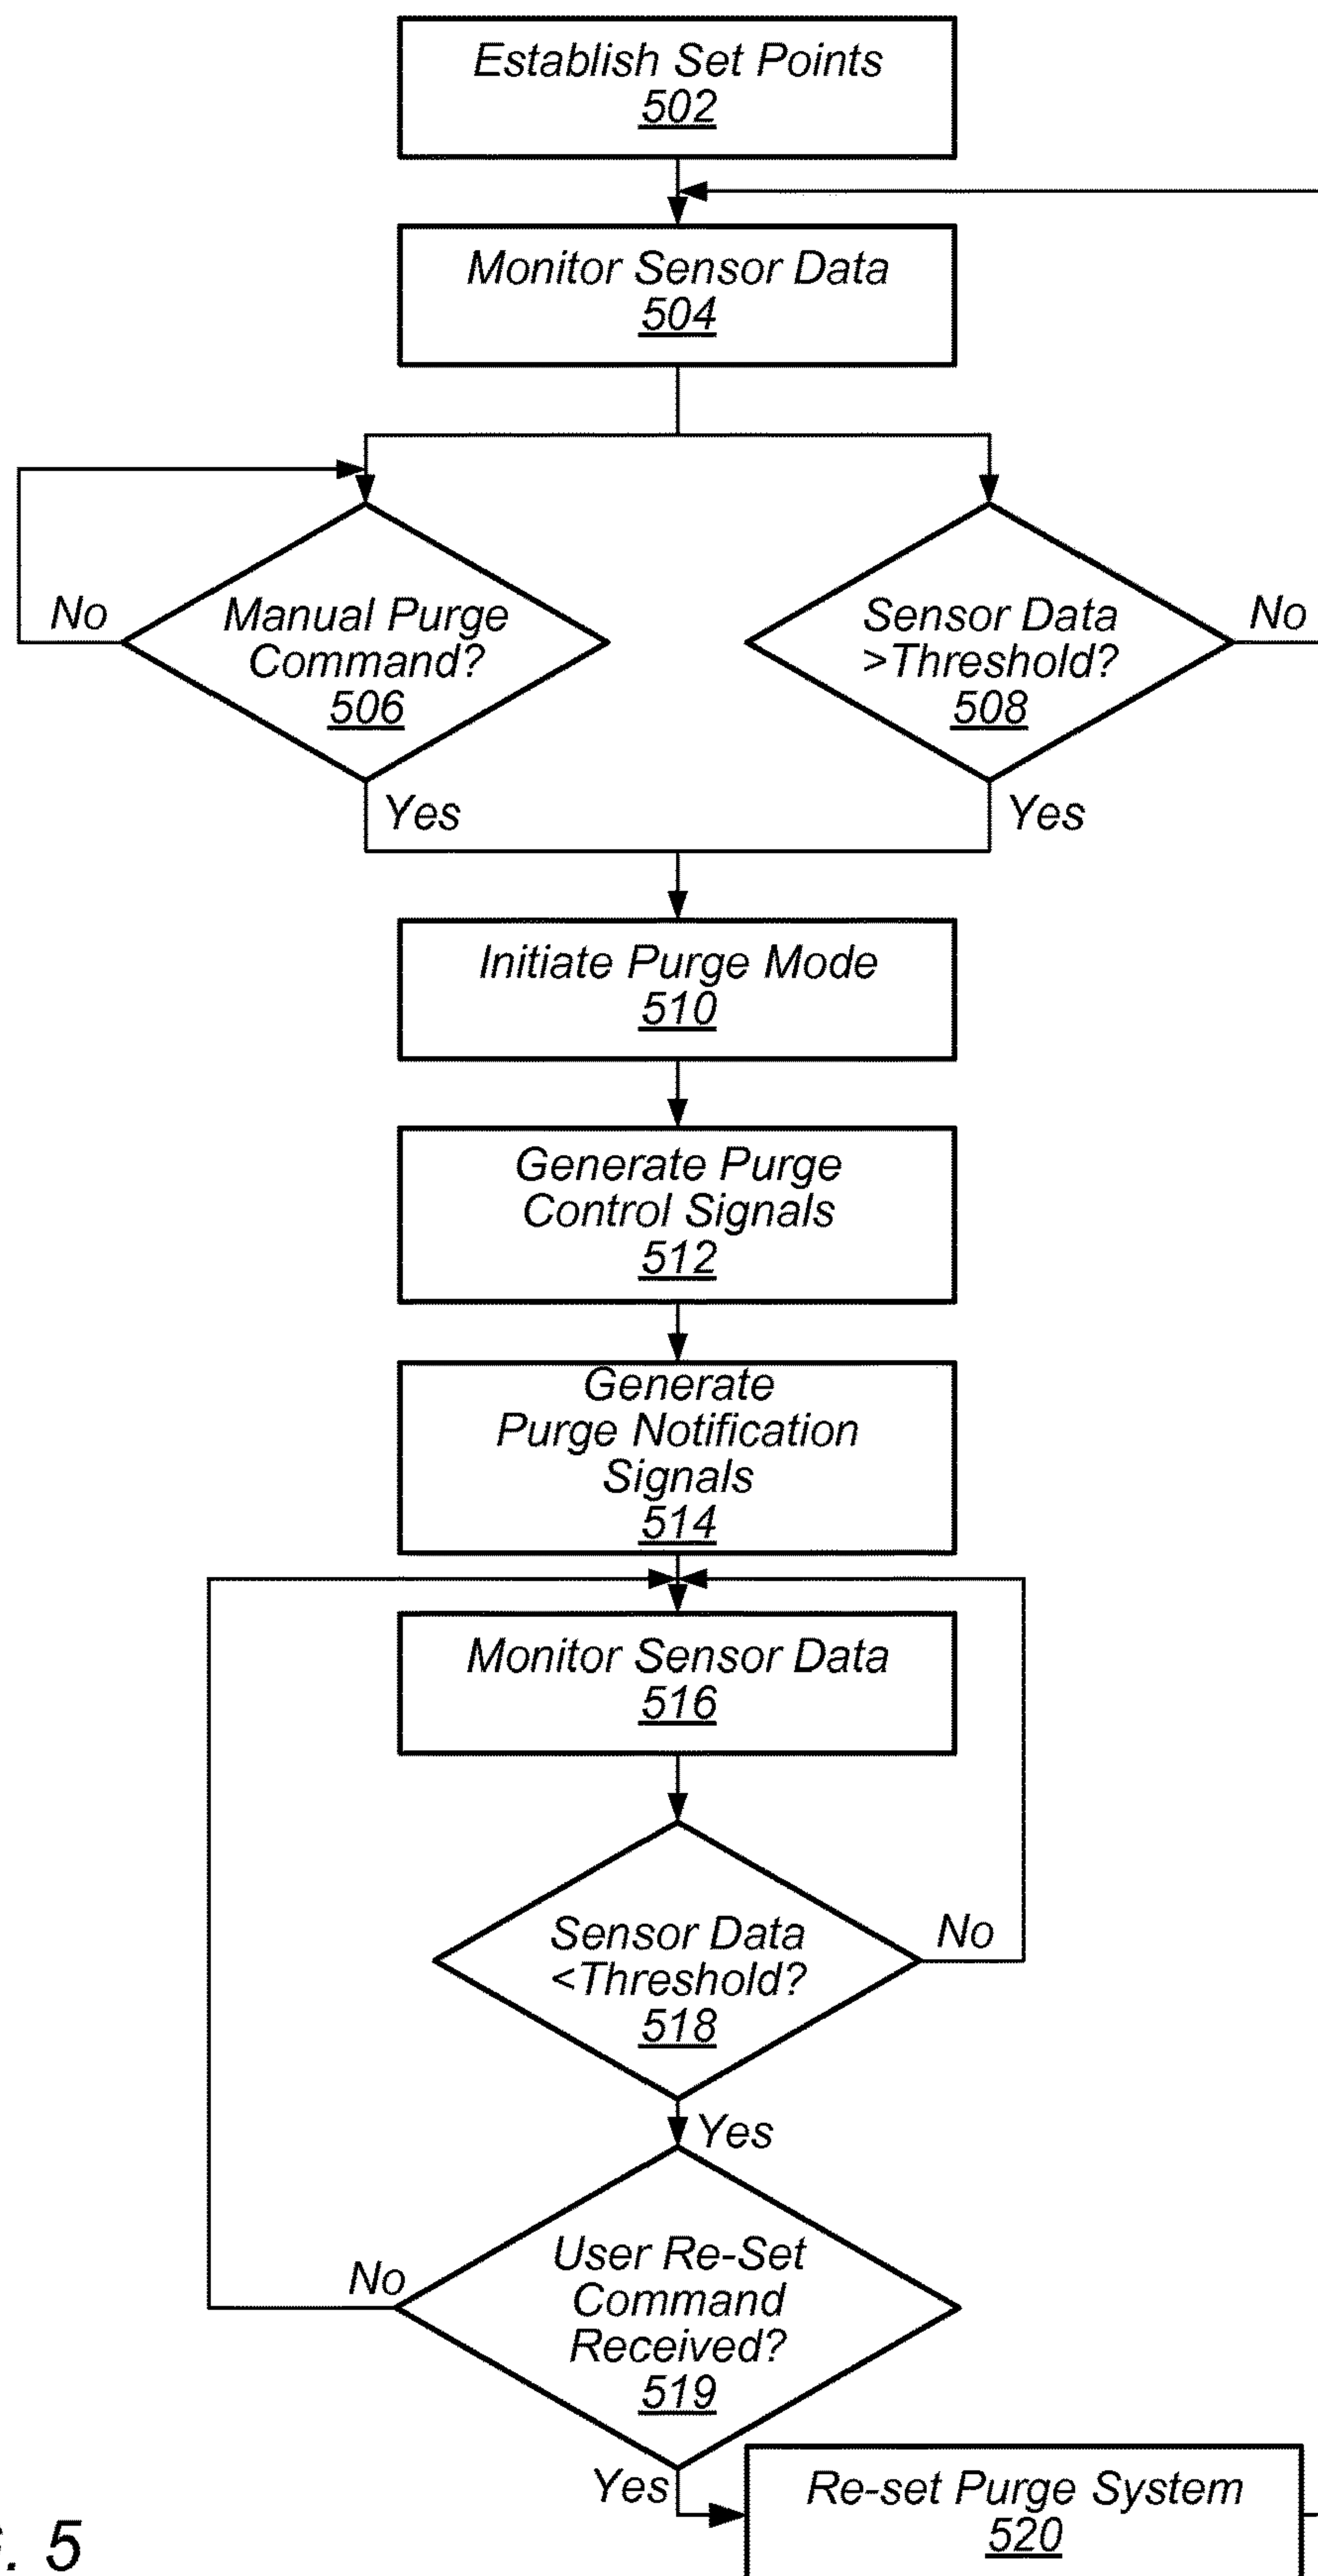 Establish Set Points
502
Monitor Sensor Data
504
No
Manual Purge
Command?
506
Yes
Sensor Data
>Threshold?
508
No
Yes
Initiate Purge Mode
510
Generate Purge
Control Signals
512
Generate
Purge Notification
Signals
514
Monitor Sensor Data
516
Sensor Data
<Threshold?
518
No
Yes
User Re-Set
Command
Received?
519
No
Yes
Re-set Purge System
520
. 5